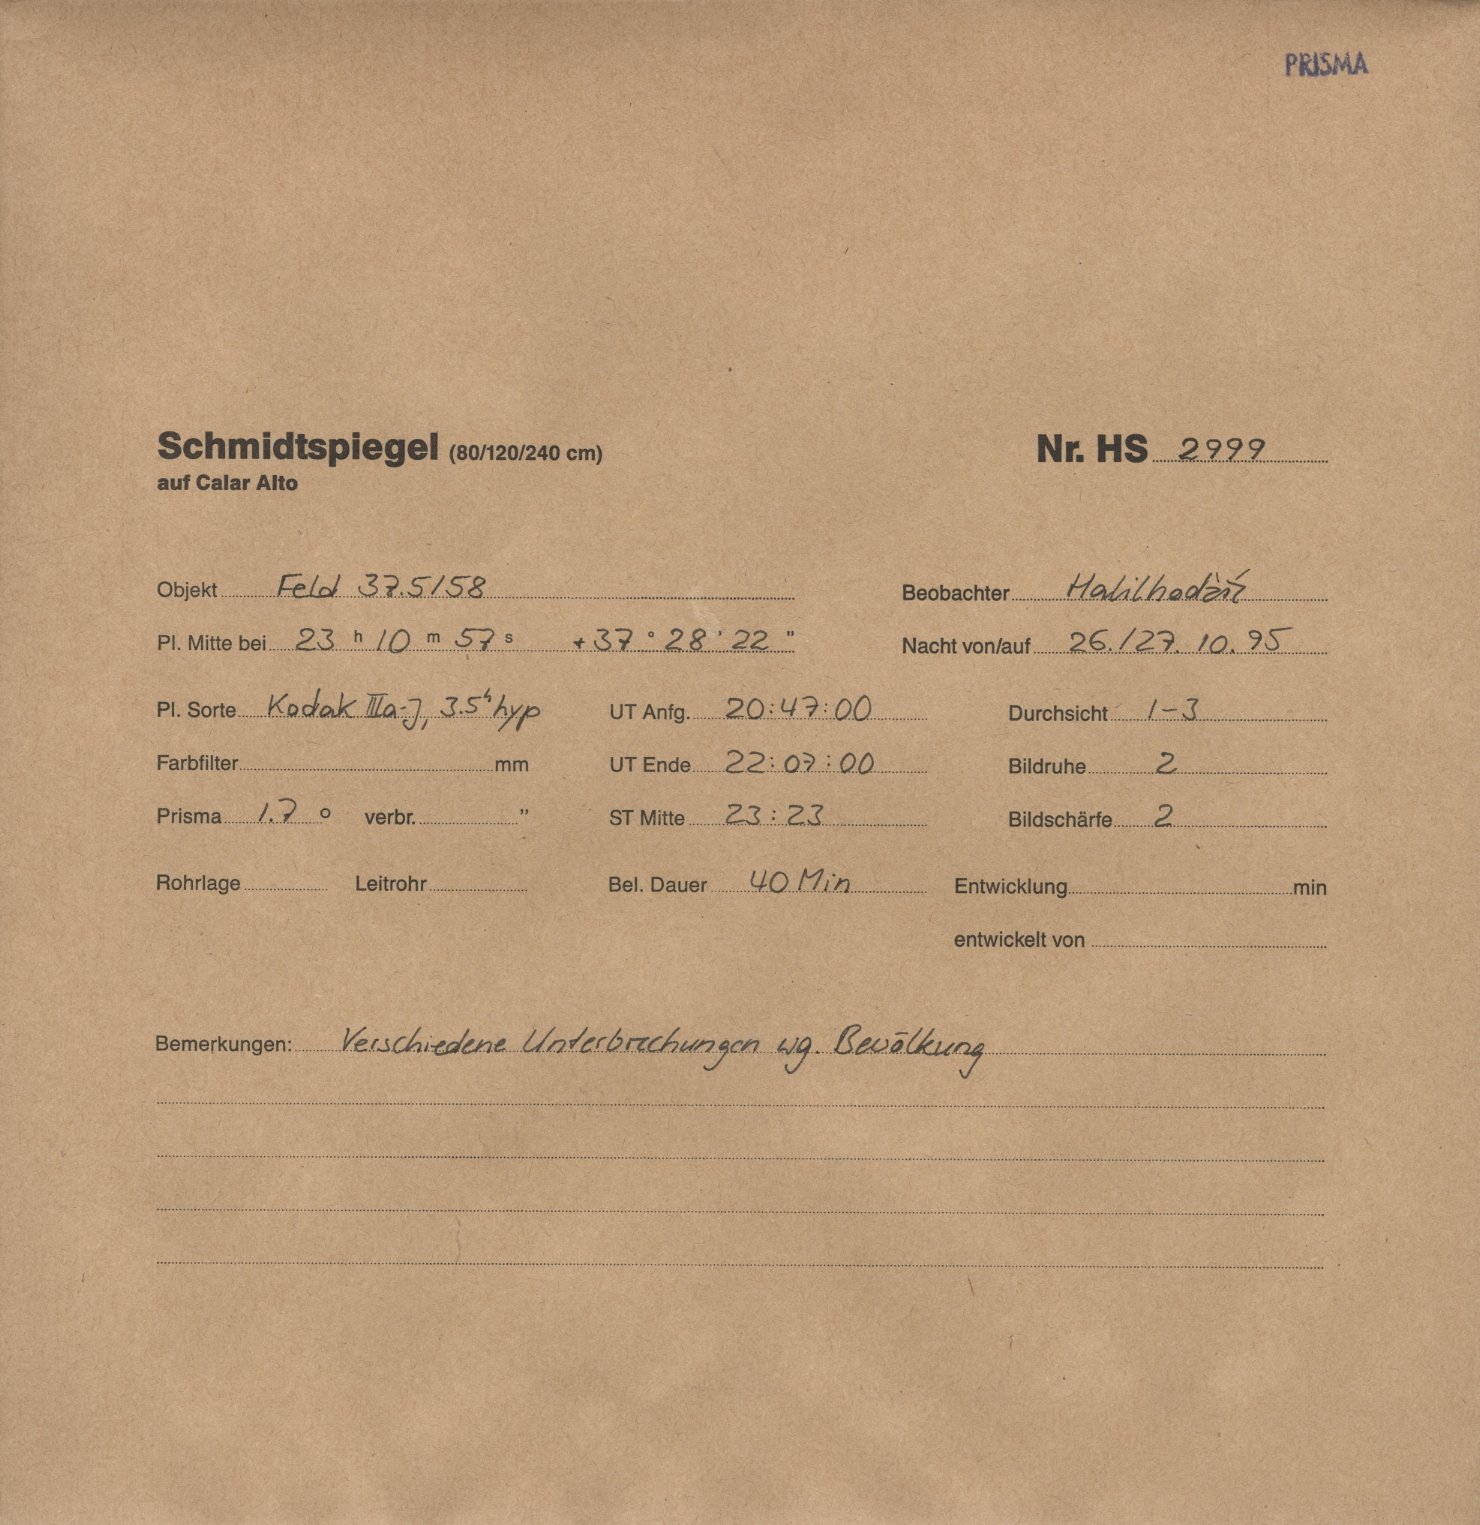 PRISMA
Schmidtspiegel (80/120/240 cm) Nr. HS 2999
auf Calar Alto
Objekt Feld 37.5/58 Beobachter
Pl. Mitte bei 23 h 10 m 57 s +37 ° 28 ' 22 " Nacht von/auf 26./27. 10. 95
Pl. Sorte Kodak IIIa-J, 3.5h hyp UT Anfg. 20:47:00 Durchsicht 1-3
Farbfilter mm UT Ende 22:07:00 Bildruhe 2
Prisma 1.7 ° verbr. " ST Mitte 23:23 Bildschärfe 2
Rohrlage Leitrohr Bel. Dauer 40 Min Entwicklung min
entwickelt von
Bemerkungen: Verschiedene Unterbrechungen wg. Bewölkung